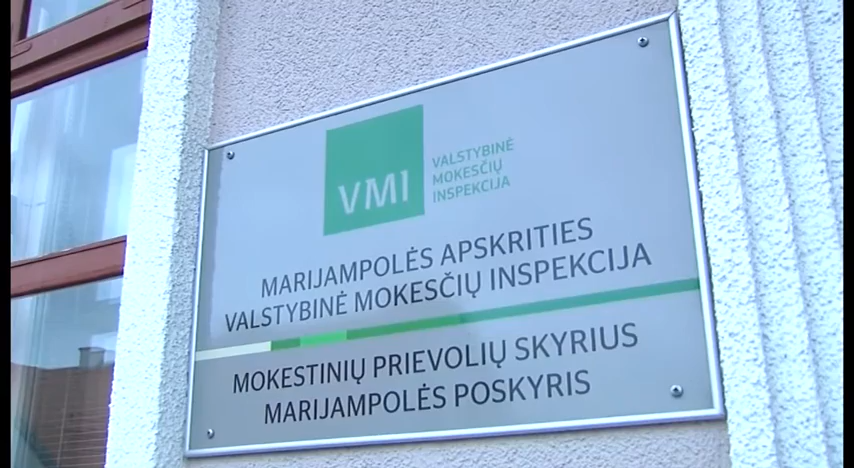 VMI
VALSTYBINĖ
MOKESČIŲ
INSPEKCIJA
MARIJAMPOLĖS APSKRITIES
VALSTYBINĖ MOKESČIŲ INSPEKCIJA
MOKESTINIŲ PRIEVOLIŲ SKYRIUS
MARIJAMPOLĖS POSKYRIS